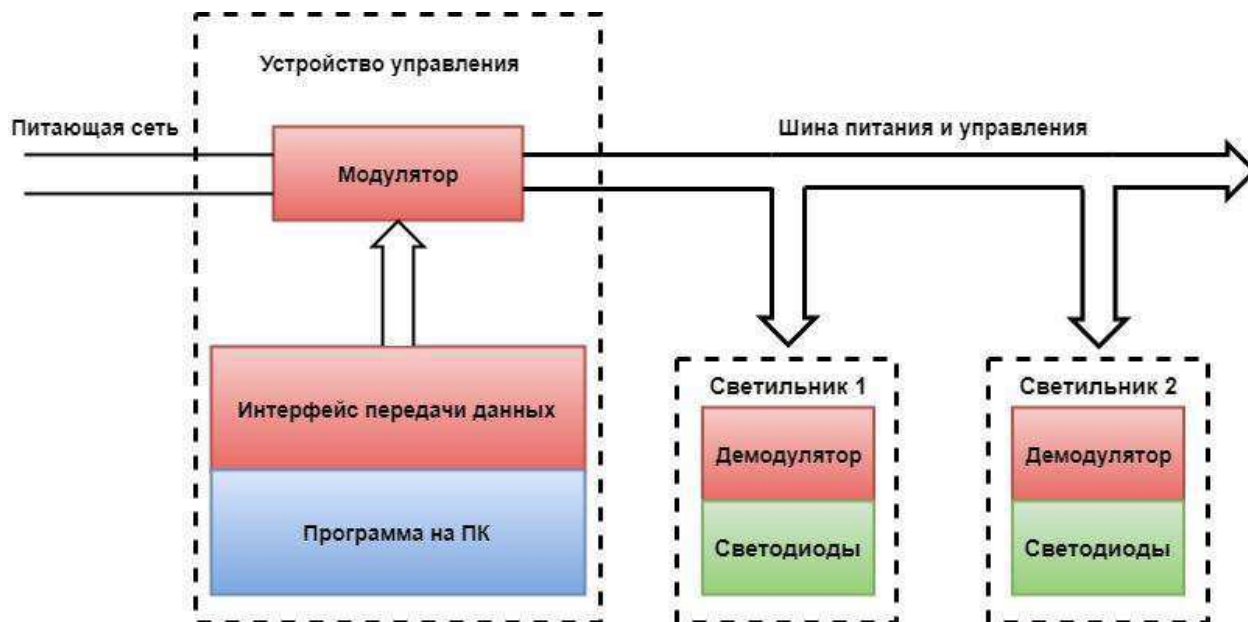 Устройство управления
Питающая сеть
Шина питания и управления
Модулятор
Интерфейс передачи данных
Программа на ПК
Светильник 1
Демодулятор
Светодиоды
Светильник 2
Демодулятор
Светодиоды